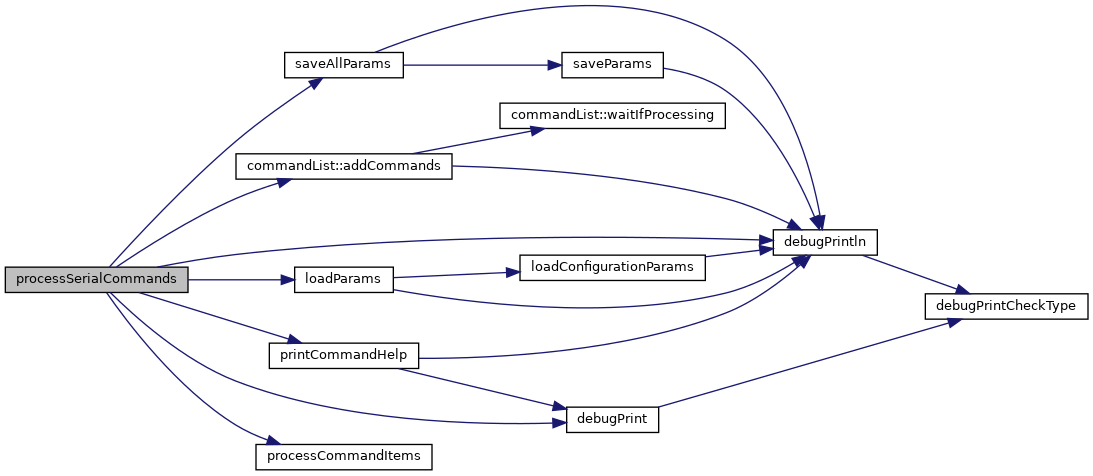 saveAllParams
saveParams
commandList::waitIfProcessing
commandList::addCommands
debugPrintln
loadConfigurationParams
processSerialCommands
loadParams
debugPrintCheckType
printCommandHelp
debugPrint
processCommandItems